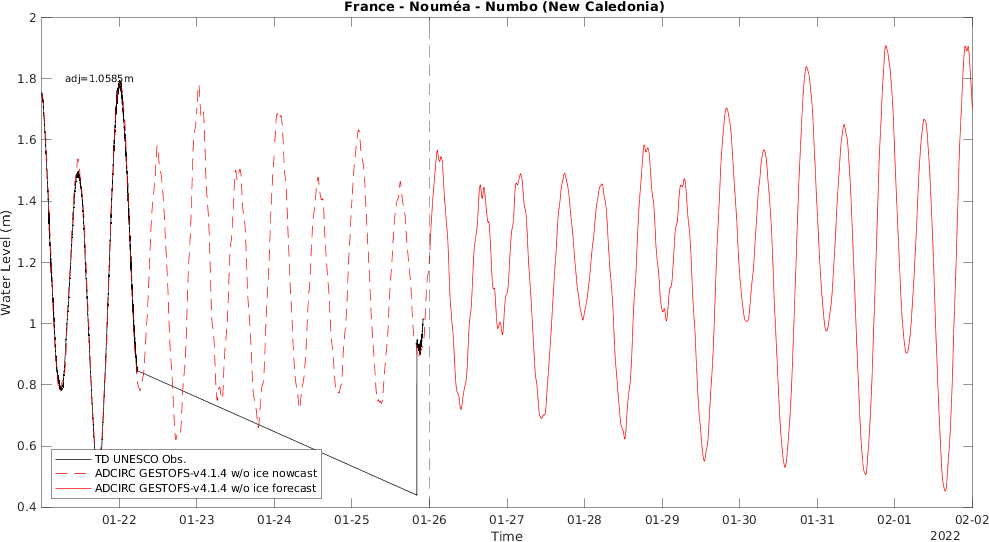 France - Nouméa - Numbo (New Caledonia)
2
1.8
1.6
1.4
1.2
1
0.8
0.6
0.4
Water Level (m)
adj=1.0585m
TD UNESCO Obs.
ADCIRC GESTOFS-v4.1.4 w/o ice nowcast
ADCIRC GESTOFS-v4.1.4 w/o ice forecast
01-22 01-23 01-24 01-25 01-26 01-27 01-28 01-29 01-30 01-31 02-01 02-02
Time
2022